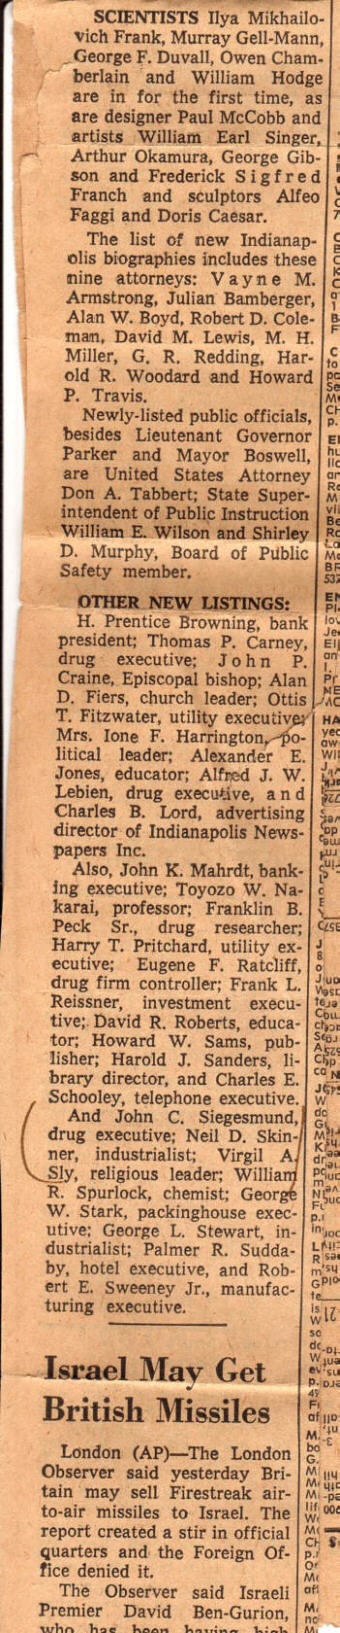 SCIENTISTS Ilya Mikhailo-
vich Frank, Murray Gell-Mann,
George F. Duvall, Owen Cham-
berlain and William Hodge
are in for the first time, as
are designer Paul McCobb and
artists William Earl Singer,
Arthur Okamura, George Gib-
son and Frederick Sigfred
Franch and sculptors Alfeo
Faggi and Doris Caesar.
The list of new Indianap-
olis biographies includes these
nine attorneys: Vayne M.
Armstrong, Julian Bamberger,
Alan W. Boyd, Robert D. Cole-
man, David M. Lewis, M. H.
Miller, G. R. Redding, Har-
old R. Woodard and Howard
P. Travis.
Newly-listed public officials,
besides Lieutenant Governor
Parker and Mayor Boswell,
are United States Attorney
Don A. Tabbert; State Super-
intendent of Public Instruction
William E. Wilson and Shirley
D. Murphy, Board of Public
Safety member.
OTHER NEW LISTINGS:
H. Prentice Browning, bank
president; Thomas P. Carney,
drug executive; John P.
Craine, Episcopal bishop; Alan
D. Fiers, church leader; Ottis
T. Fitzwater, utility executive;
Mrs. Ione F. Harrington, po-
litical leader; Alexander E.
Jones, educator; Alfred J. W.
Lebien, drug executive, and
Charles B. Lord, advertising
director of Indianapolis News-
papers Inc.
Also, John K. Mahrdt, bank-
ing executive; Toyozo W. Na-
karai, professor; Franklin B.
Peck Sr., drug researcher;
Harry T. Pritchard, utility ex-
ecutive; Eugene F. Ratcliff,
drug firm controller; Frank L.
Reissner, investment execu-
tive; David R. Roberts, educa-
tor; Howard W. Sams, pub-
lisher; Harold J. Sanders, li-
brary director, and Charles E.
Schooley, telephone executive.
And John C. Siegesmund,
drug executive; Neil D. Skin-
ner, industrialist; Virgil A.
Sly, religious leader; William
R. Spurlock, chemist; George
W. Stark, packinghouse exec-
utive; George L. Stewart, in-
dustrialist; Palmer R. Sudda-
by, hotel executive, and Rob-
ert E. Sweeney Jr., manufac-
turing executive.
Israel May Get
British Missiles
London (AP)—The London
Observer said yesterday Bri-
tain may sell Firestreak air-
to-air missiles to Israel. The
report created a stir in official
quarters and the Foreign Of-
fice denied it.
The Observer said Israeli
Premier David Ben-Gurion,
who has been having high